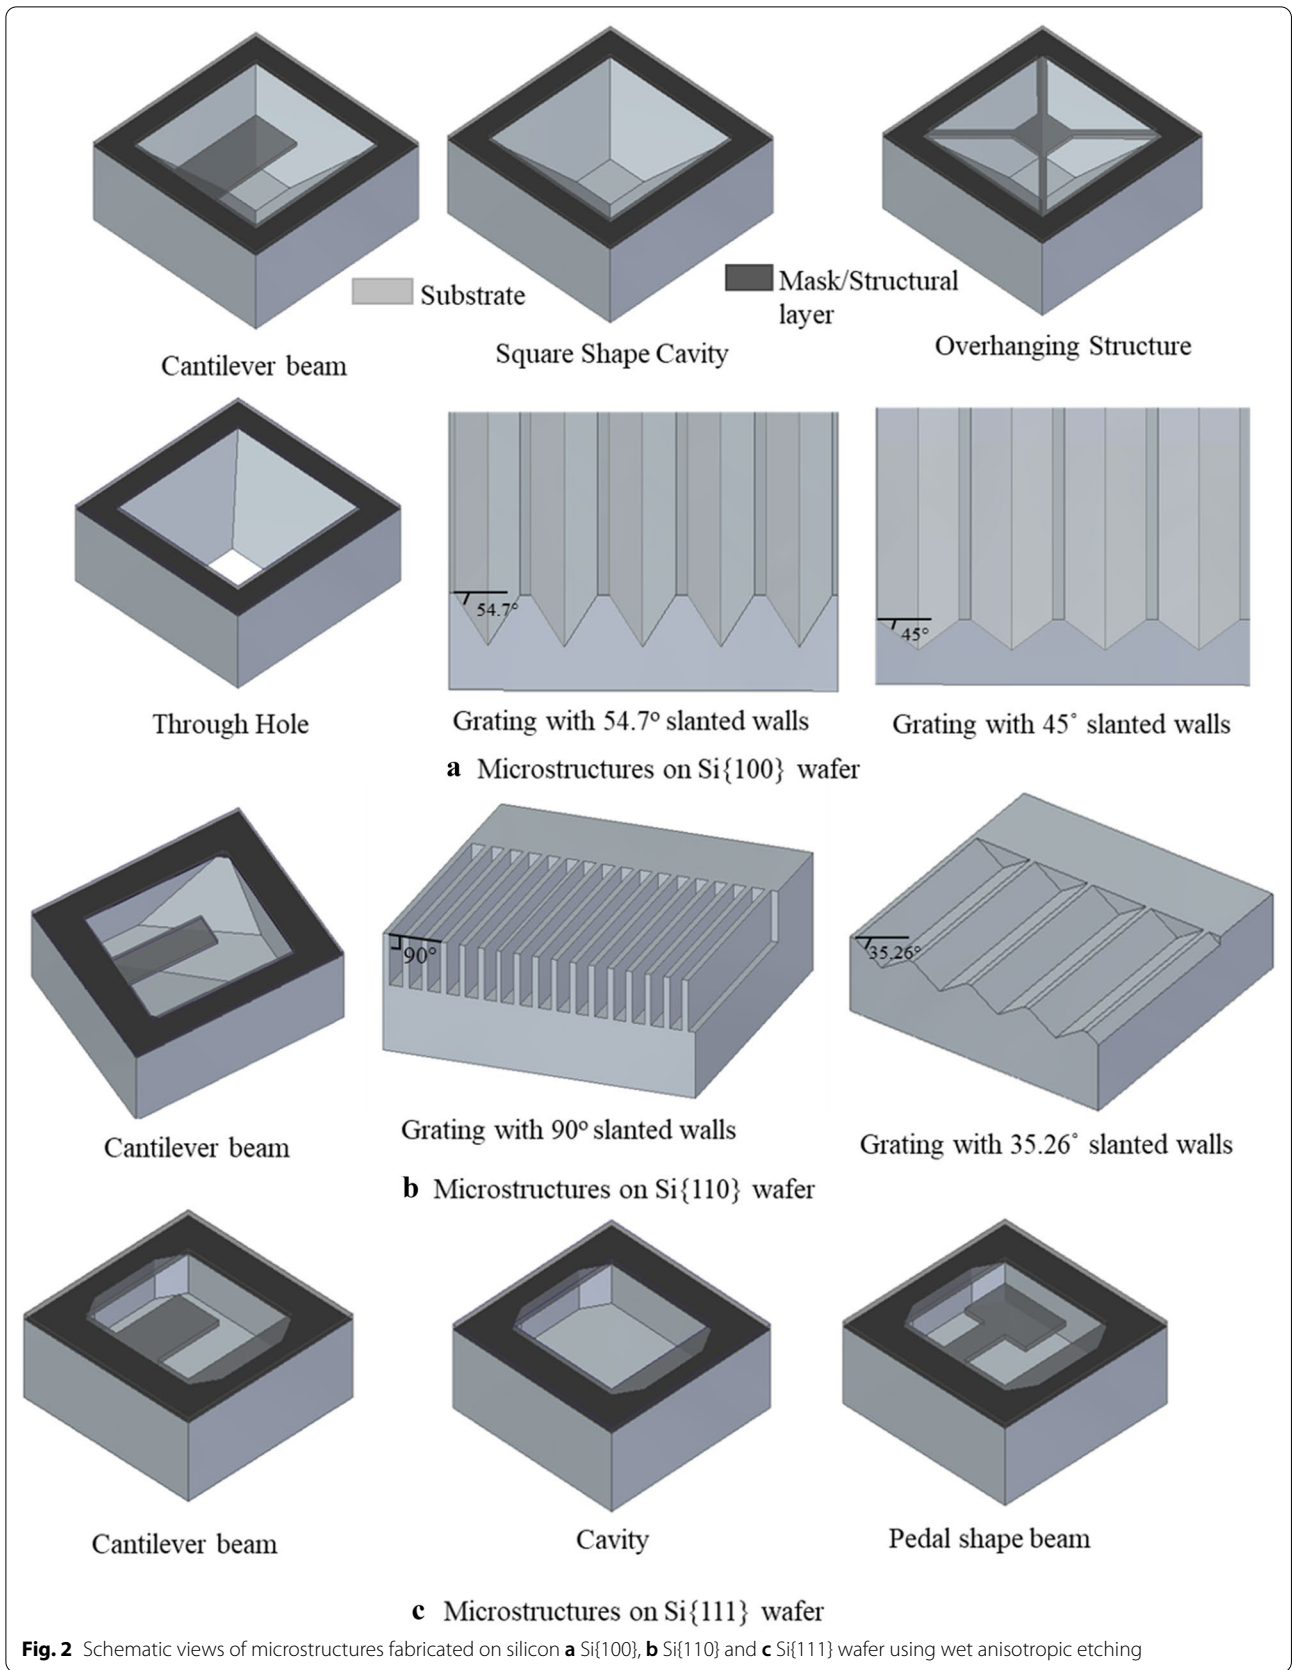 Substrate
Mask/Structural
layer
Cantilever beam
Square Shape Cavity
Overhanging Structure
54.7°
45°
Through Hole
Grating with 54.7º slanted walls
Grating with 45˚ slanted walls
a Microstructures on Si{100} wafer
90°
35.26°
Cantilever beam
Grating with 90º slanted walls
Grating with 35.26˚ slanted walls
b Microstructures on Si{110} wafer
Cantilever beam
Cavity
Pedal shape beam
c Microstructures on Si{111} wafer
Fig. 2 Schematic views of microstructures fabricated on silicon a Si{100}, b Si{110} and c Si{111} wafer using wet anisotropic etching